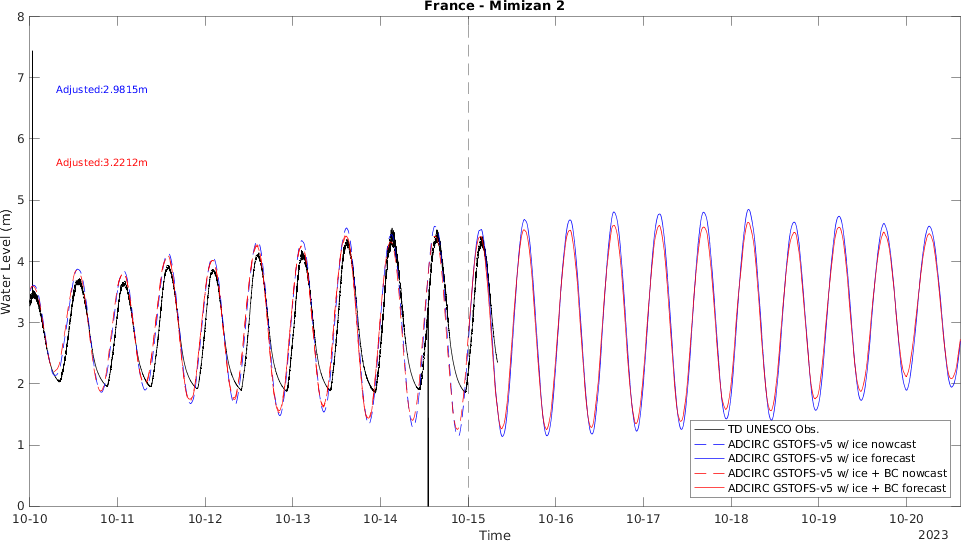 France - Mimizan 2
8
7
6
5
4
3
2
1
0
Water Level (m)
Adjusted:2.9815m
Adjusted:3.2212m
TD UNESCO Obs.
ADCIRC GSTOFS-v5 w/ ice nowcast
ADCIRC GSTOFS-v5 w/ ice forecast
ADCIRC GSTOFS-v5 w/ ice + BC nowcast
ADCIRC GSTOFS-v5 w/ ice + BC forecast
10-10 10-11 10-12 10-13 10-14 10-15 10-16 10-17 10-18 10-19 10-20
Time
2023